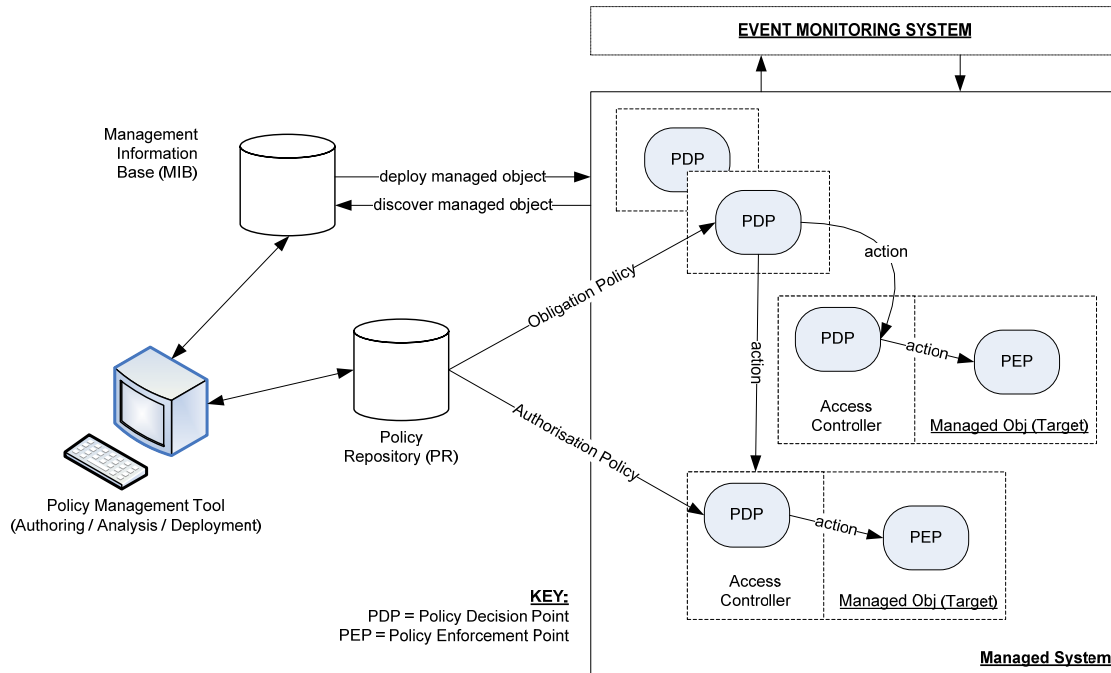 EVENT MONITORING SYSTEM
Management
Information
Base (MIB)
deploy managed object
discover managed object
PDP
PDP
action
Obligation Policy
PDP
action
PEP
action
Access
Controller
Managed Obj (Target)
Policy
Repository (PR)
Authorisation Policy
Policy Management Tool
(Authoring / Analysis / Deployment)
PDP
action
PEP
Access
Controller
Managed Obj (Target)
KEY:
PDP = Policy Decision Point
PEP = Policy Enforcement Point
Managed System